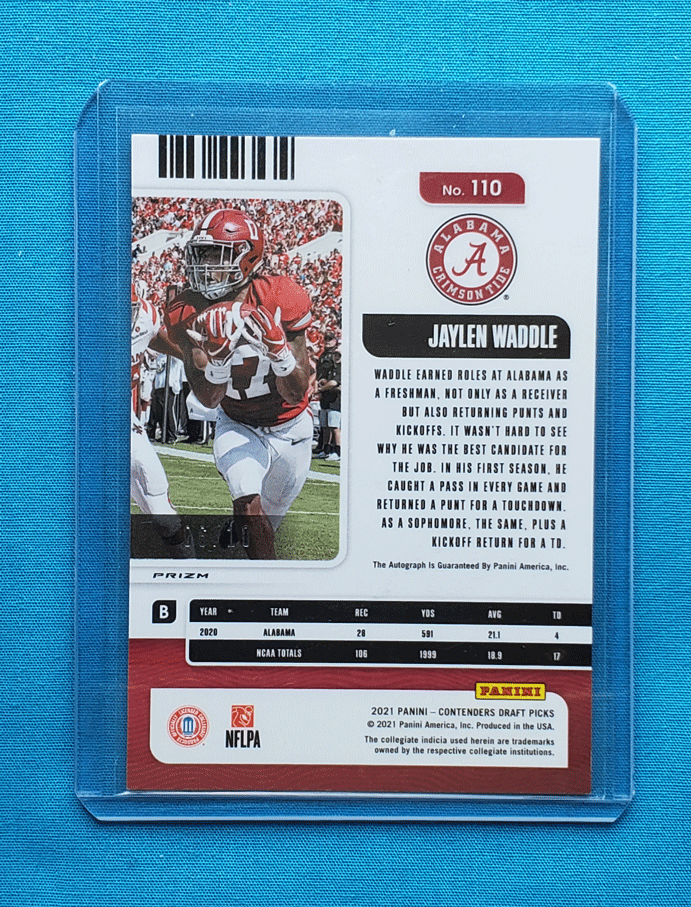 No. 110
ALABAMA
A
CRIMSON TIDE
®
JAYLEN WADDLE
WADDLE EARNED ROLES AT ALABAMA AS
A FRESHMAN, NOT ONLY AS A RECEIVER
BUT ALSO RETURNING PUNTS AND
KICKOFFS. IT WASN'T HARD TO SEE
WHY HE WAS THE BEST CANDIDATE FOR
THE JOB. IN HIS FIRST SEASON, HE
CAUGHT A PASS IN EVERY GAME AND
RETURNED A PUNT FOR A TOUCHDOWN.
AS A SOPHOMORE, THE SAME, PLUS A
KICKOFF RETURN FOR A TD.
The Autograph Is Guaranteed By Panini America, Inc.
17
PRIZM
B
YEAR TEAM REC YDS AVG TD
2020 ALABAMA 28 591 21.1 4
NCAA TOTALS 106 1999 18.9 17
PANINI
2021 PANINI – CONTENDERS DRAFT PICKS
© 2021 Panini America, Inc. Produced in the USA.
The collegiate indicia used herein are trademarks
owned by the respective collegiate institutions.
OFFICIALLY LICENSED COLLEGIATE PRODUCTS
NFLPA